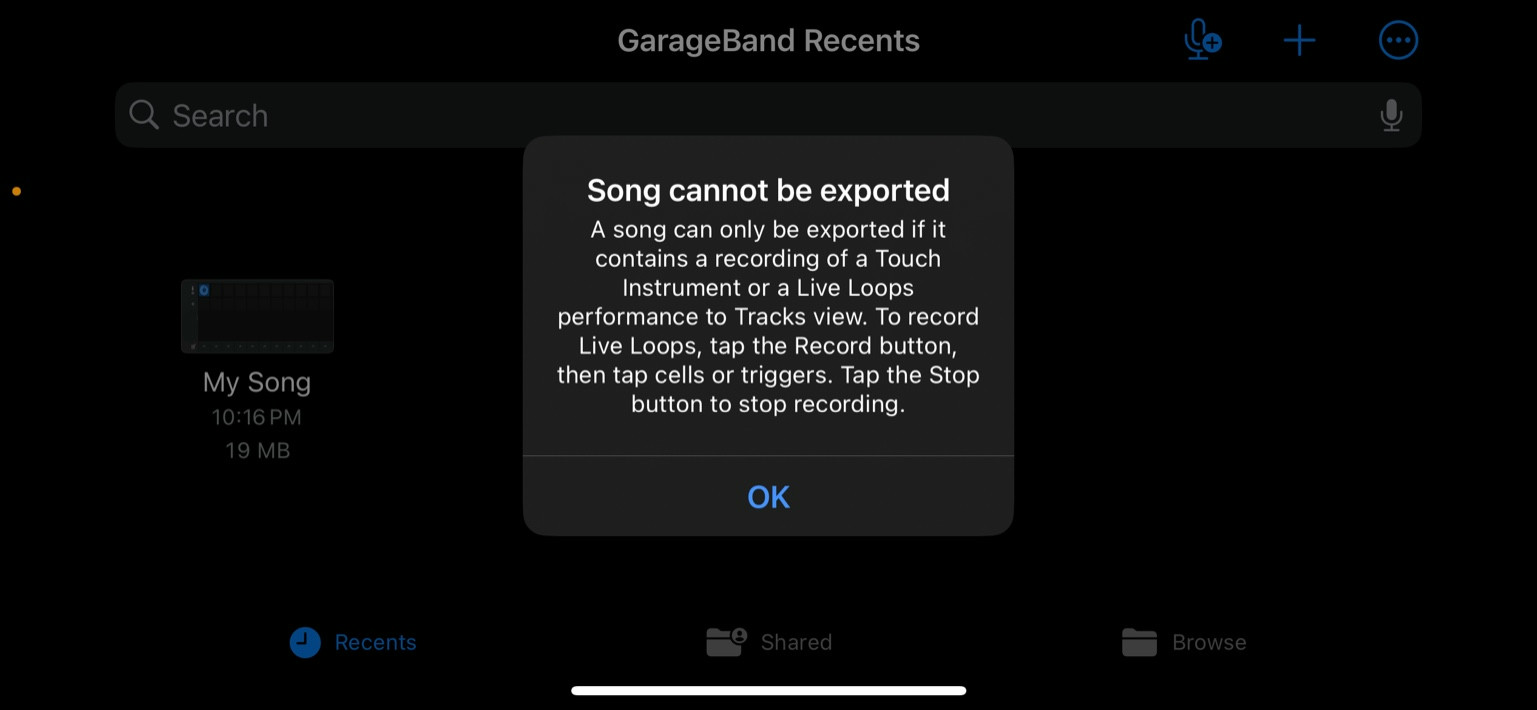 GarageBand Recents
Search
Song cannot be exported
A song can only be exported if it
contains a recording of a Touch
Instrument or a Live Loops
performance to Tracks view. To record
Live Loops, tap the Record button,
then tap cells or triggers. Tap the Stop
button to stop recording.
OK
My Song
10:16 PM
19 MB
Recents
Shared
Browse